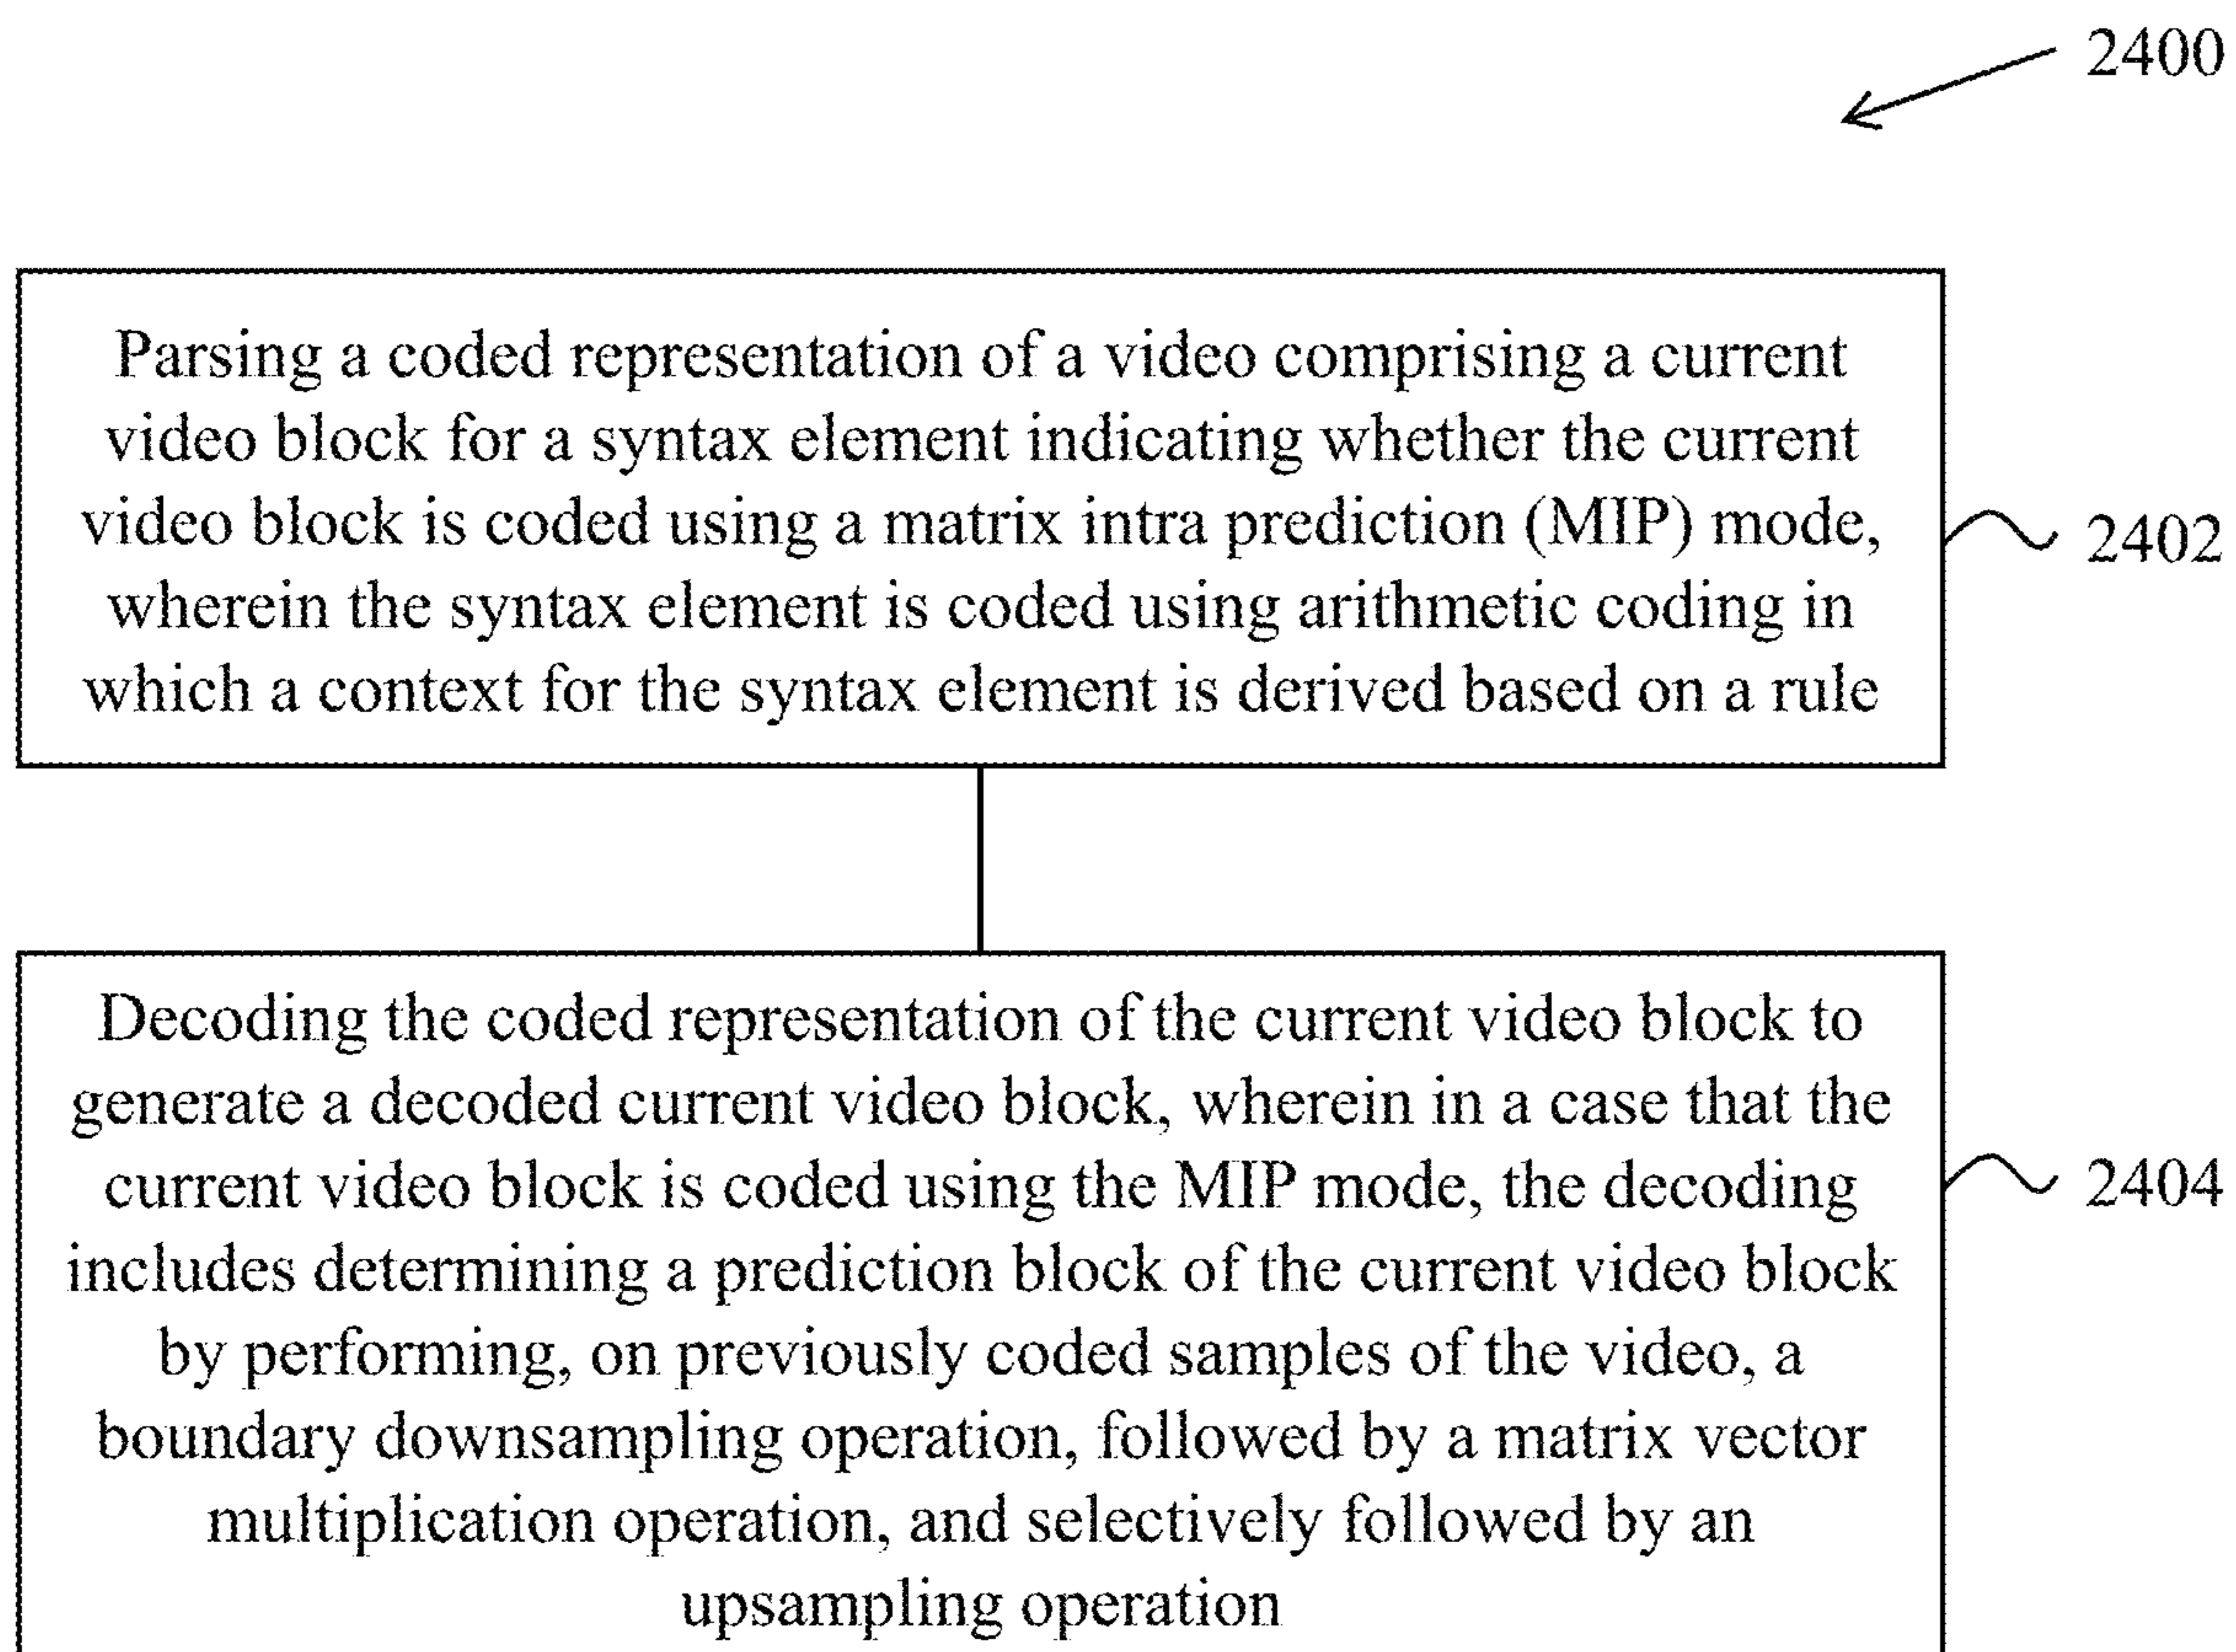 2400
Parsing a coded representation of a video comprising a current
video block for a syntax element indicating whether the current
video block is coded using a matrix intra prediction (MIP) mode,
wherein the syntax element is coded using arithmetic coding in
which a context for the syntax element is derived based on a rule
2402
Decoding the coded representation of the current video block to
generate a decoded current video block, wherein in a case that the
current video block is coded using the MIP mode, the decoding
includes determining a prediction block of the current video block
by performing, on previously coded samples of the video, a
boundary downsampling operation, followed by a matrix vector
multiplication operation, and selectively followed by an
upsampling operation
2404